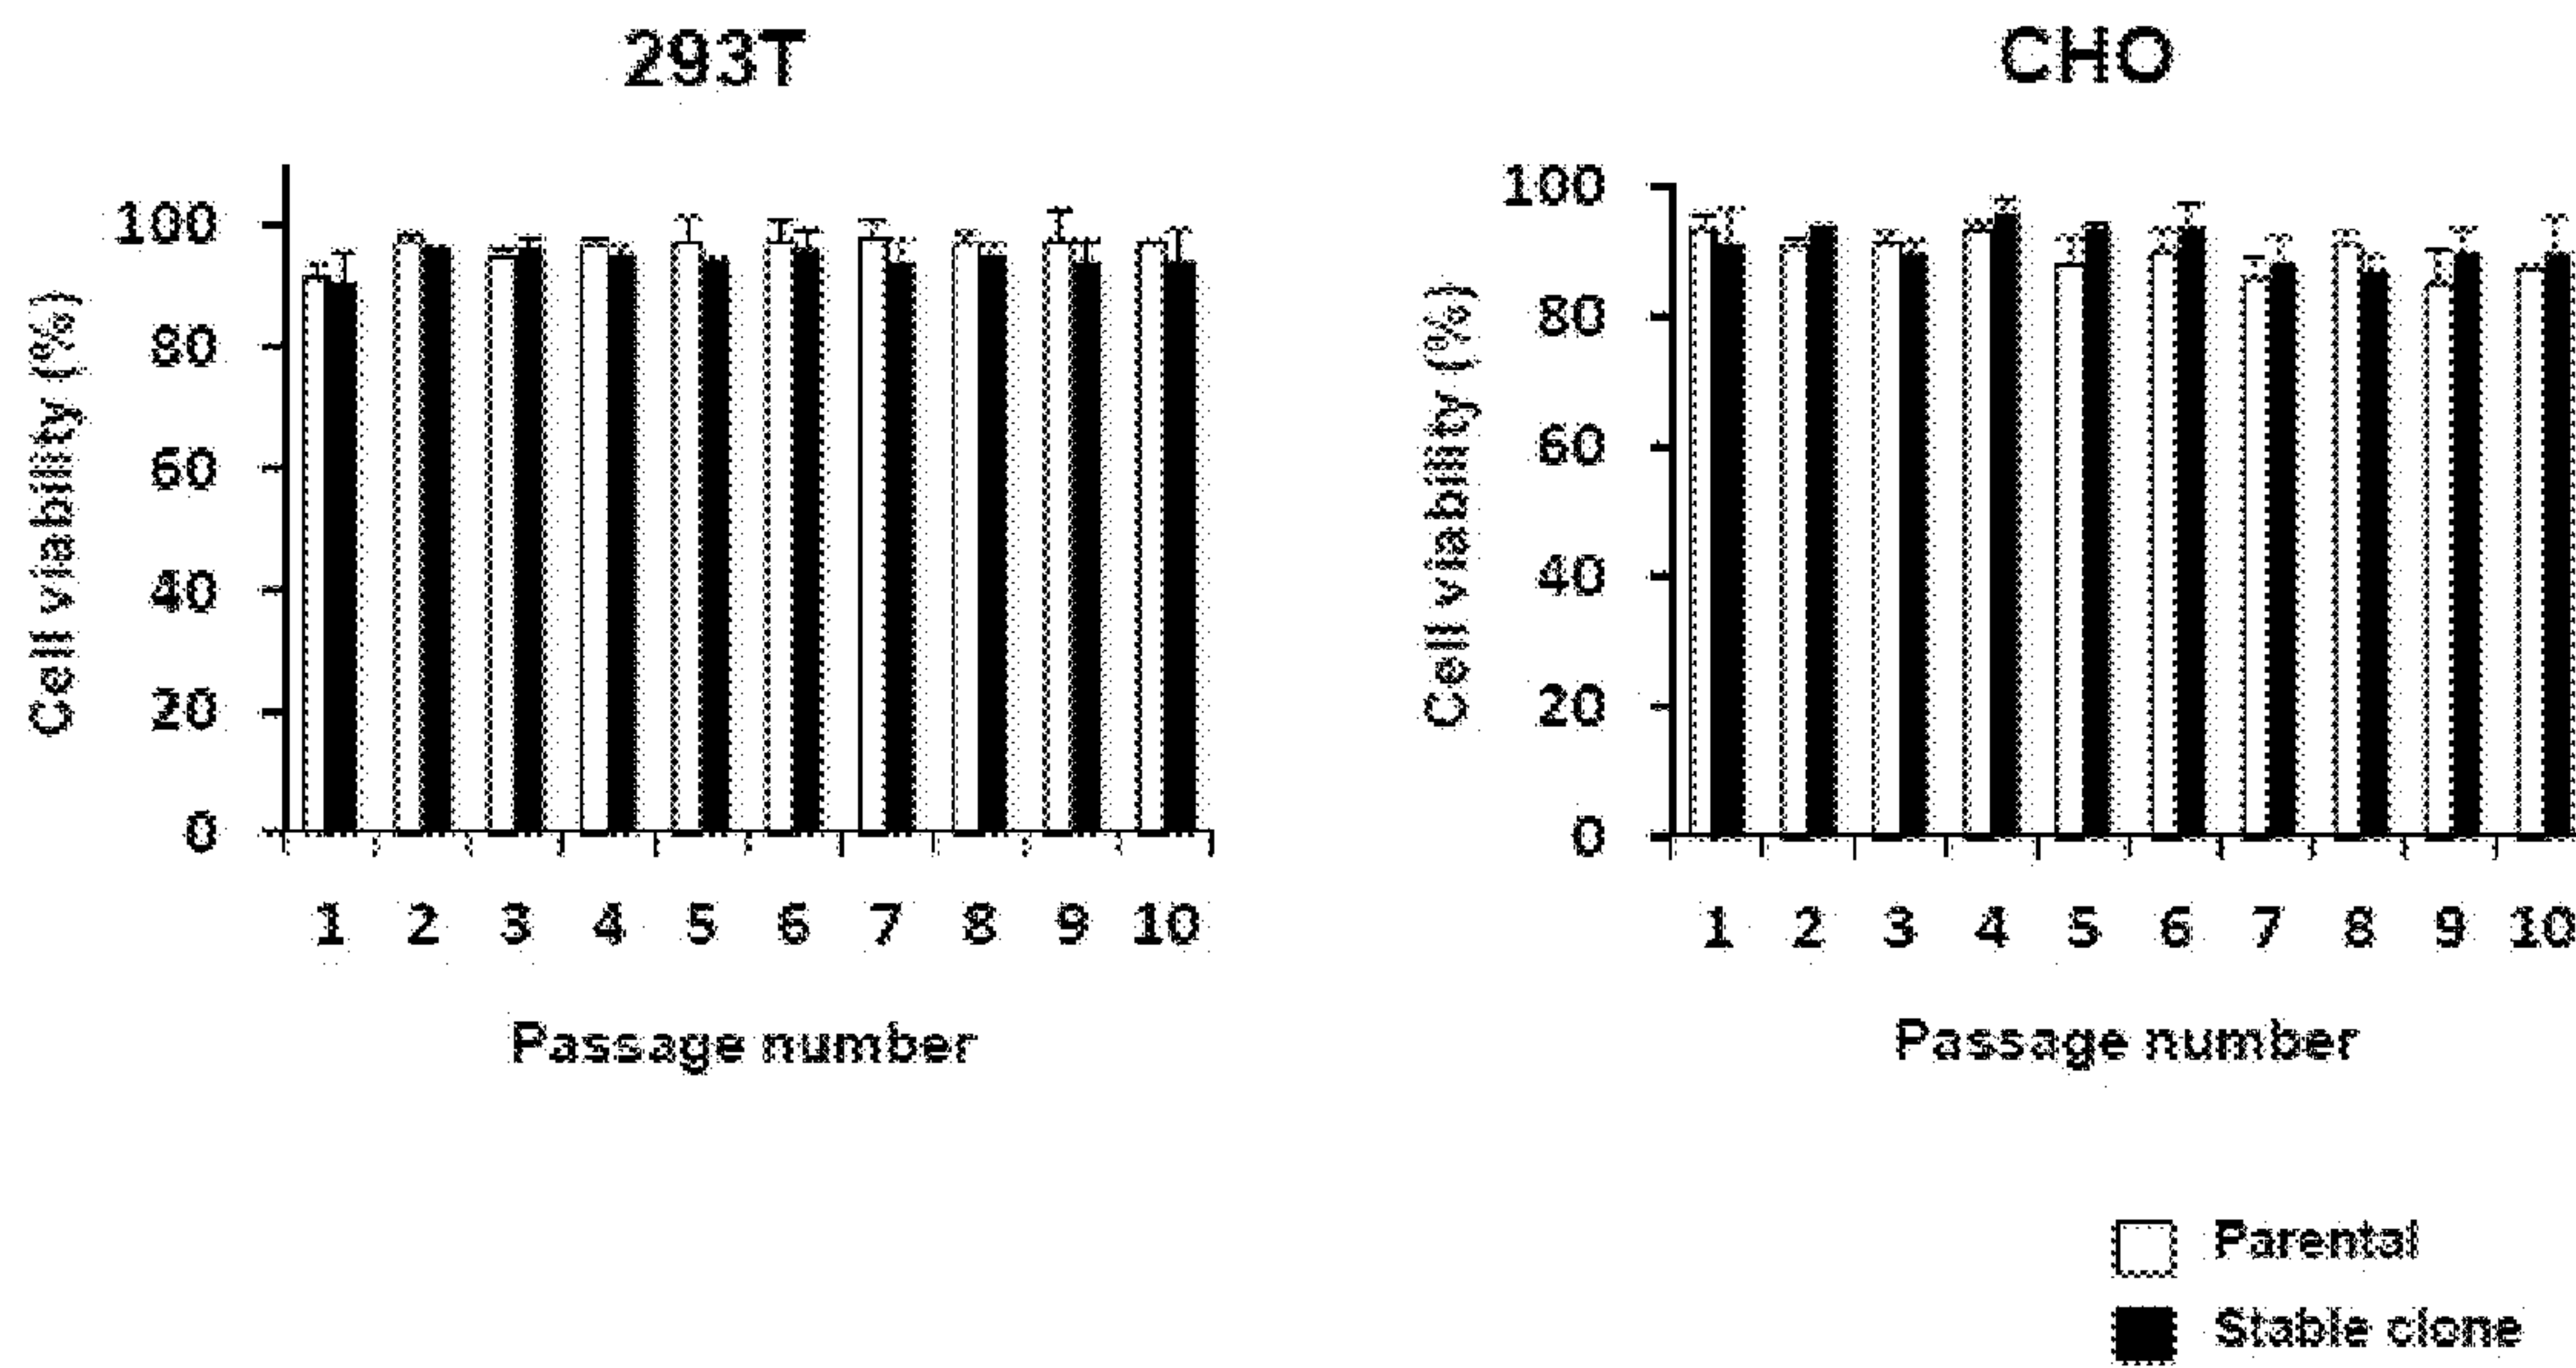 293T
Cell viability (%)
100
80
60
40
20
0
1 2 3 4 5 6 7 8 9 10
Passage number
CHO
Cell viability (%)
100
80
60
40
20
0
1 2 3 4 5 6 7 8 9 10
Passage number
Parental
Stable clone